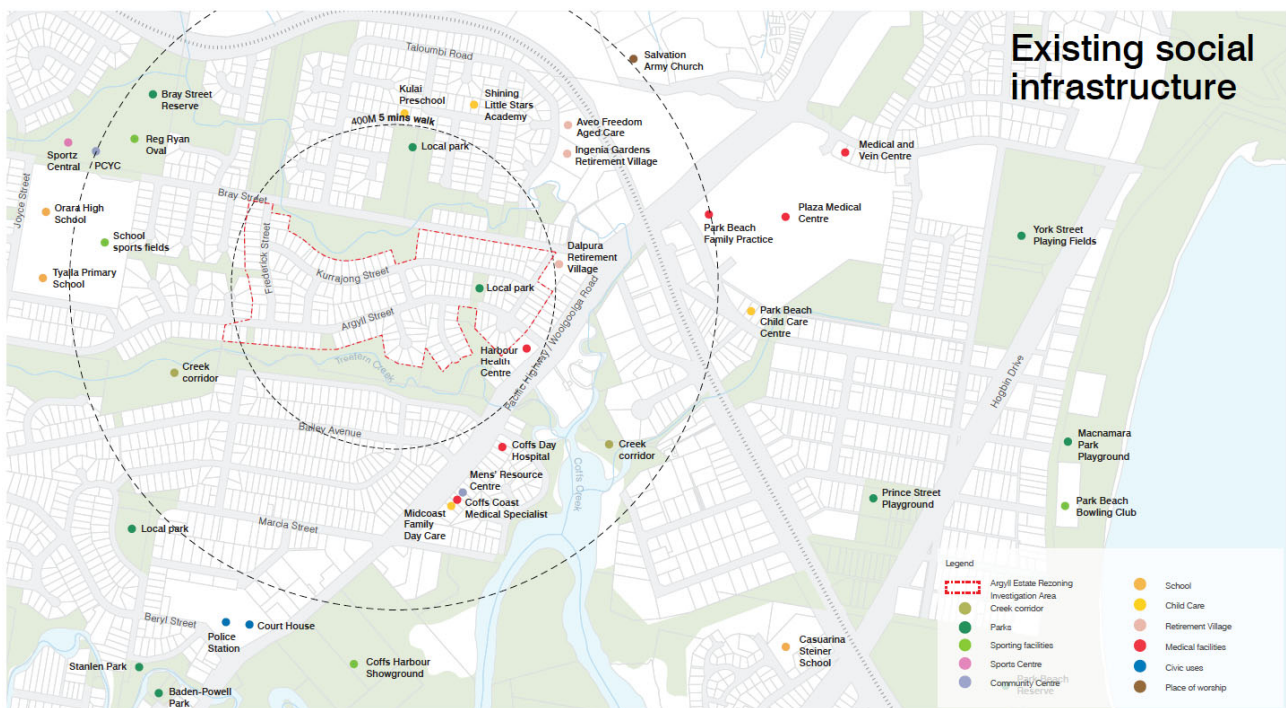 Existing social
infrastructure
Taloumbi Road
Salvation
Army Church
Bray Street
Reserve
Kulai
Preschool
Shining
Little Stars
Academy
400M 5 mins walk
Aveo Freedom
Aged Care
Reg Ryan
Oval
Local park
Ingenia Gardens
Retirement Village
Medical and
Vein Centre
Sportz
Central
PCYC
Joyce Street
Bray Street
Orara High
School
Plaza Medical
Centre
Park Beach
Family Practice
School
sports fields
Frederick Street
York Street
Playing Fields
Dalpura
Retirement
Village
Kurrajong Street
Tyalla Primary
School
Local park
Argyll Street
Pacific Highway / Woolgoolga Road
Park Beach
Child Care
Centre
Harbour
Health
Centre
Treefern Creek
Creek
corridor
Hogbin Drive
Bailey Avenue
Coffs Day
Hospital
Creek
corridor
Macnamara
Park
Playground
Mens' Resource
Centre
Coffs Creek
Coffs Coast
Medical Specialist
Midcoast
Family
Day Care
Prince Street
Playground
Park Beach
Bowling Club
Marcia Street
Local park
Beryl Street
Police
Station
Court House
Casuarina
Steiner
School
Stanlen Park
Coffs Harbour
Showground
Baden-Powell
Park
Park Beach
Reserve
Legend
Argyll Estate Rezoning
Investigation Area
Creek corridor
Parks
Sporting facilities
Sports Centre
Community Centre
School
Child Care
Retirement Village
Medical facilities
Civic uses
Place of worship